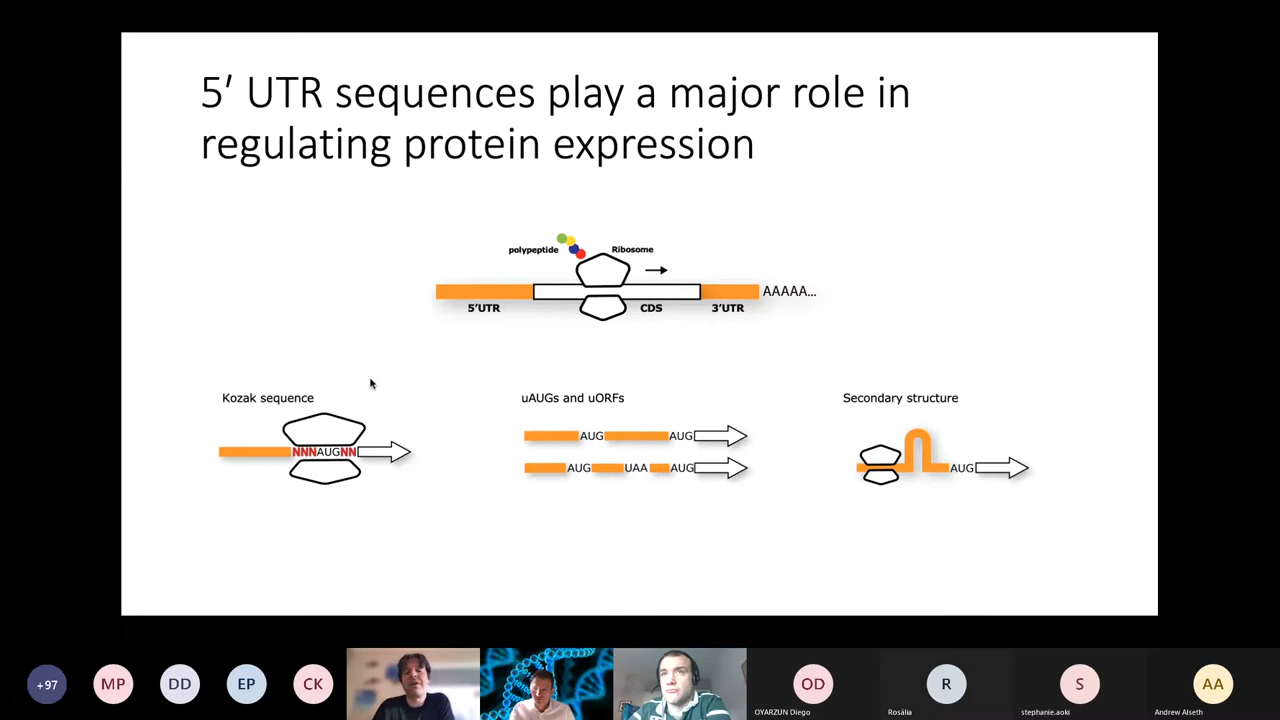 5′ UTR sequences play a major role in
regulating protein expression
polypeptide
Ribosome
AAAAA...
5’UTR
CDS
3’UTR
Kozak sequence
NNNAUGNN
uAUGs and uORFs
AUG AUG
AUG UAA AUG
Secondary structure
AUG
+97
MP
DD
EP
CK
OD
OYARZUN Diego
R
Rosália
S
stephanie.aoki
AA
Andrew Alseth